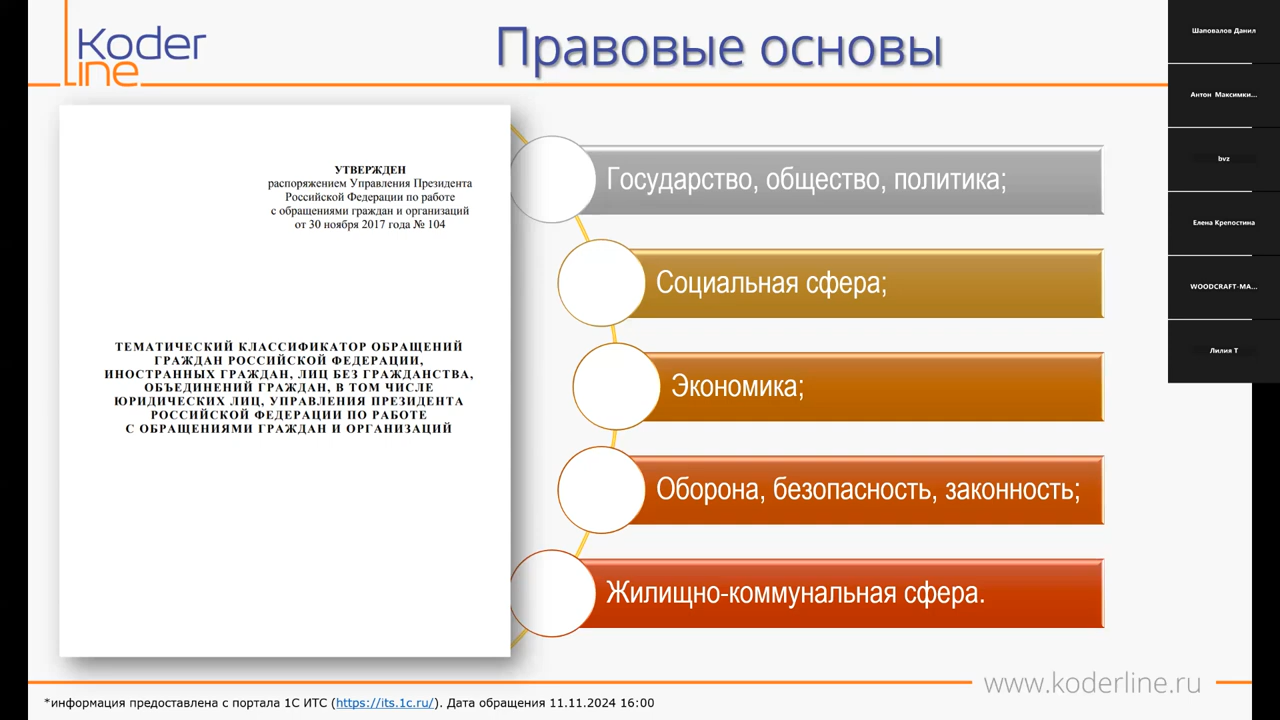 Koder
line
Правовые основы
УТВЕРЖДЕН
распоряжением Управления Президента
Российской Федерации по работе
с обращениями граждан и организаций
от 30 ноября 2017 года № 104
ТЕМАТИЧЕСКИЙ КЛАССИФИКАТОР ОБРАЩЕНИЙ
ГРАЖДАН РОССИЙСКОЙ ФЕДЕРАЦИИ,
ИНОСТРАННЫХ ГРАЖДАН, ЛИЦ БЕЗ ГРАЖДАНСТВА,
ОБЪЕДИНЕНИЙ ГРАЖДАН, В ТОМ ЧИСЛЕ
ЮРИДИЧЕСКИХ ЛИЦ, УПРАВЛЕНИЯ ПРЕЗИДЕНТА
РОССИЙСКОЙ ФЕДЕРАЦИИ ПО РАБОТЕ
С ОБРАЩЕНИЯМИ ГРАЖДАН И ОРГАНИЗАЦИЙ
Государство, общество, политика;
Социальная сфера;
Экономика;
Оборона, безопасность, законность;
Жилищно-коммунальная сфера.
www.koderline.ru
*информация предоставлена с портала 1С ИТС (https://its.1c.ru/). Дата обращения 11.11.2024 16:00
Шаповалов Данил
Антон Максимки...
bvz
Елена Крепостина
WOODCRAFT-MA...
Лилия Т